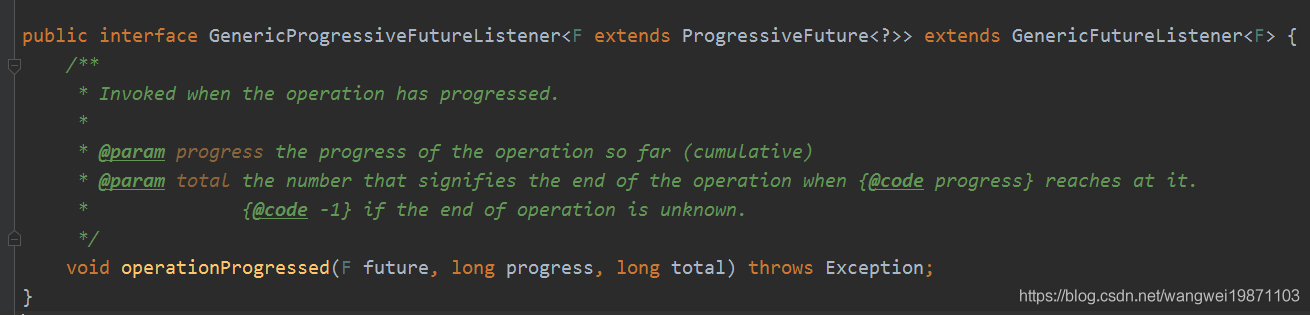 public interface GenericProgressiveFutureListener<F extends ProgressiveFuture<?>> extends GenericFutureListener<F> {
/**
* Invoked when the operation has progressed.
*
* @param progress the progress of the operation so far (cumulative)
* @param total the number that signifies the end of the operation when {@code progress} reaches at it.
* {@code -1} if the end of operation is unknown.
*/
void operationProgressed(F future, long progress, long total) throws Exception;
}
https://blog.csdn.net/wangwei19871103